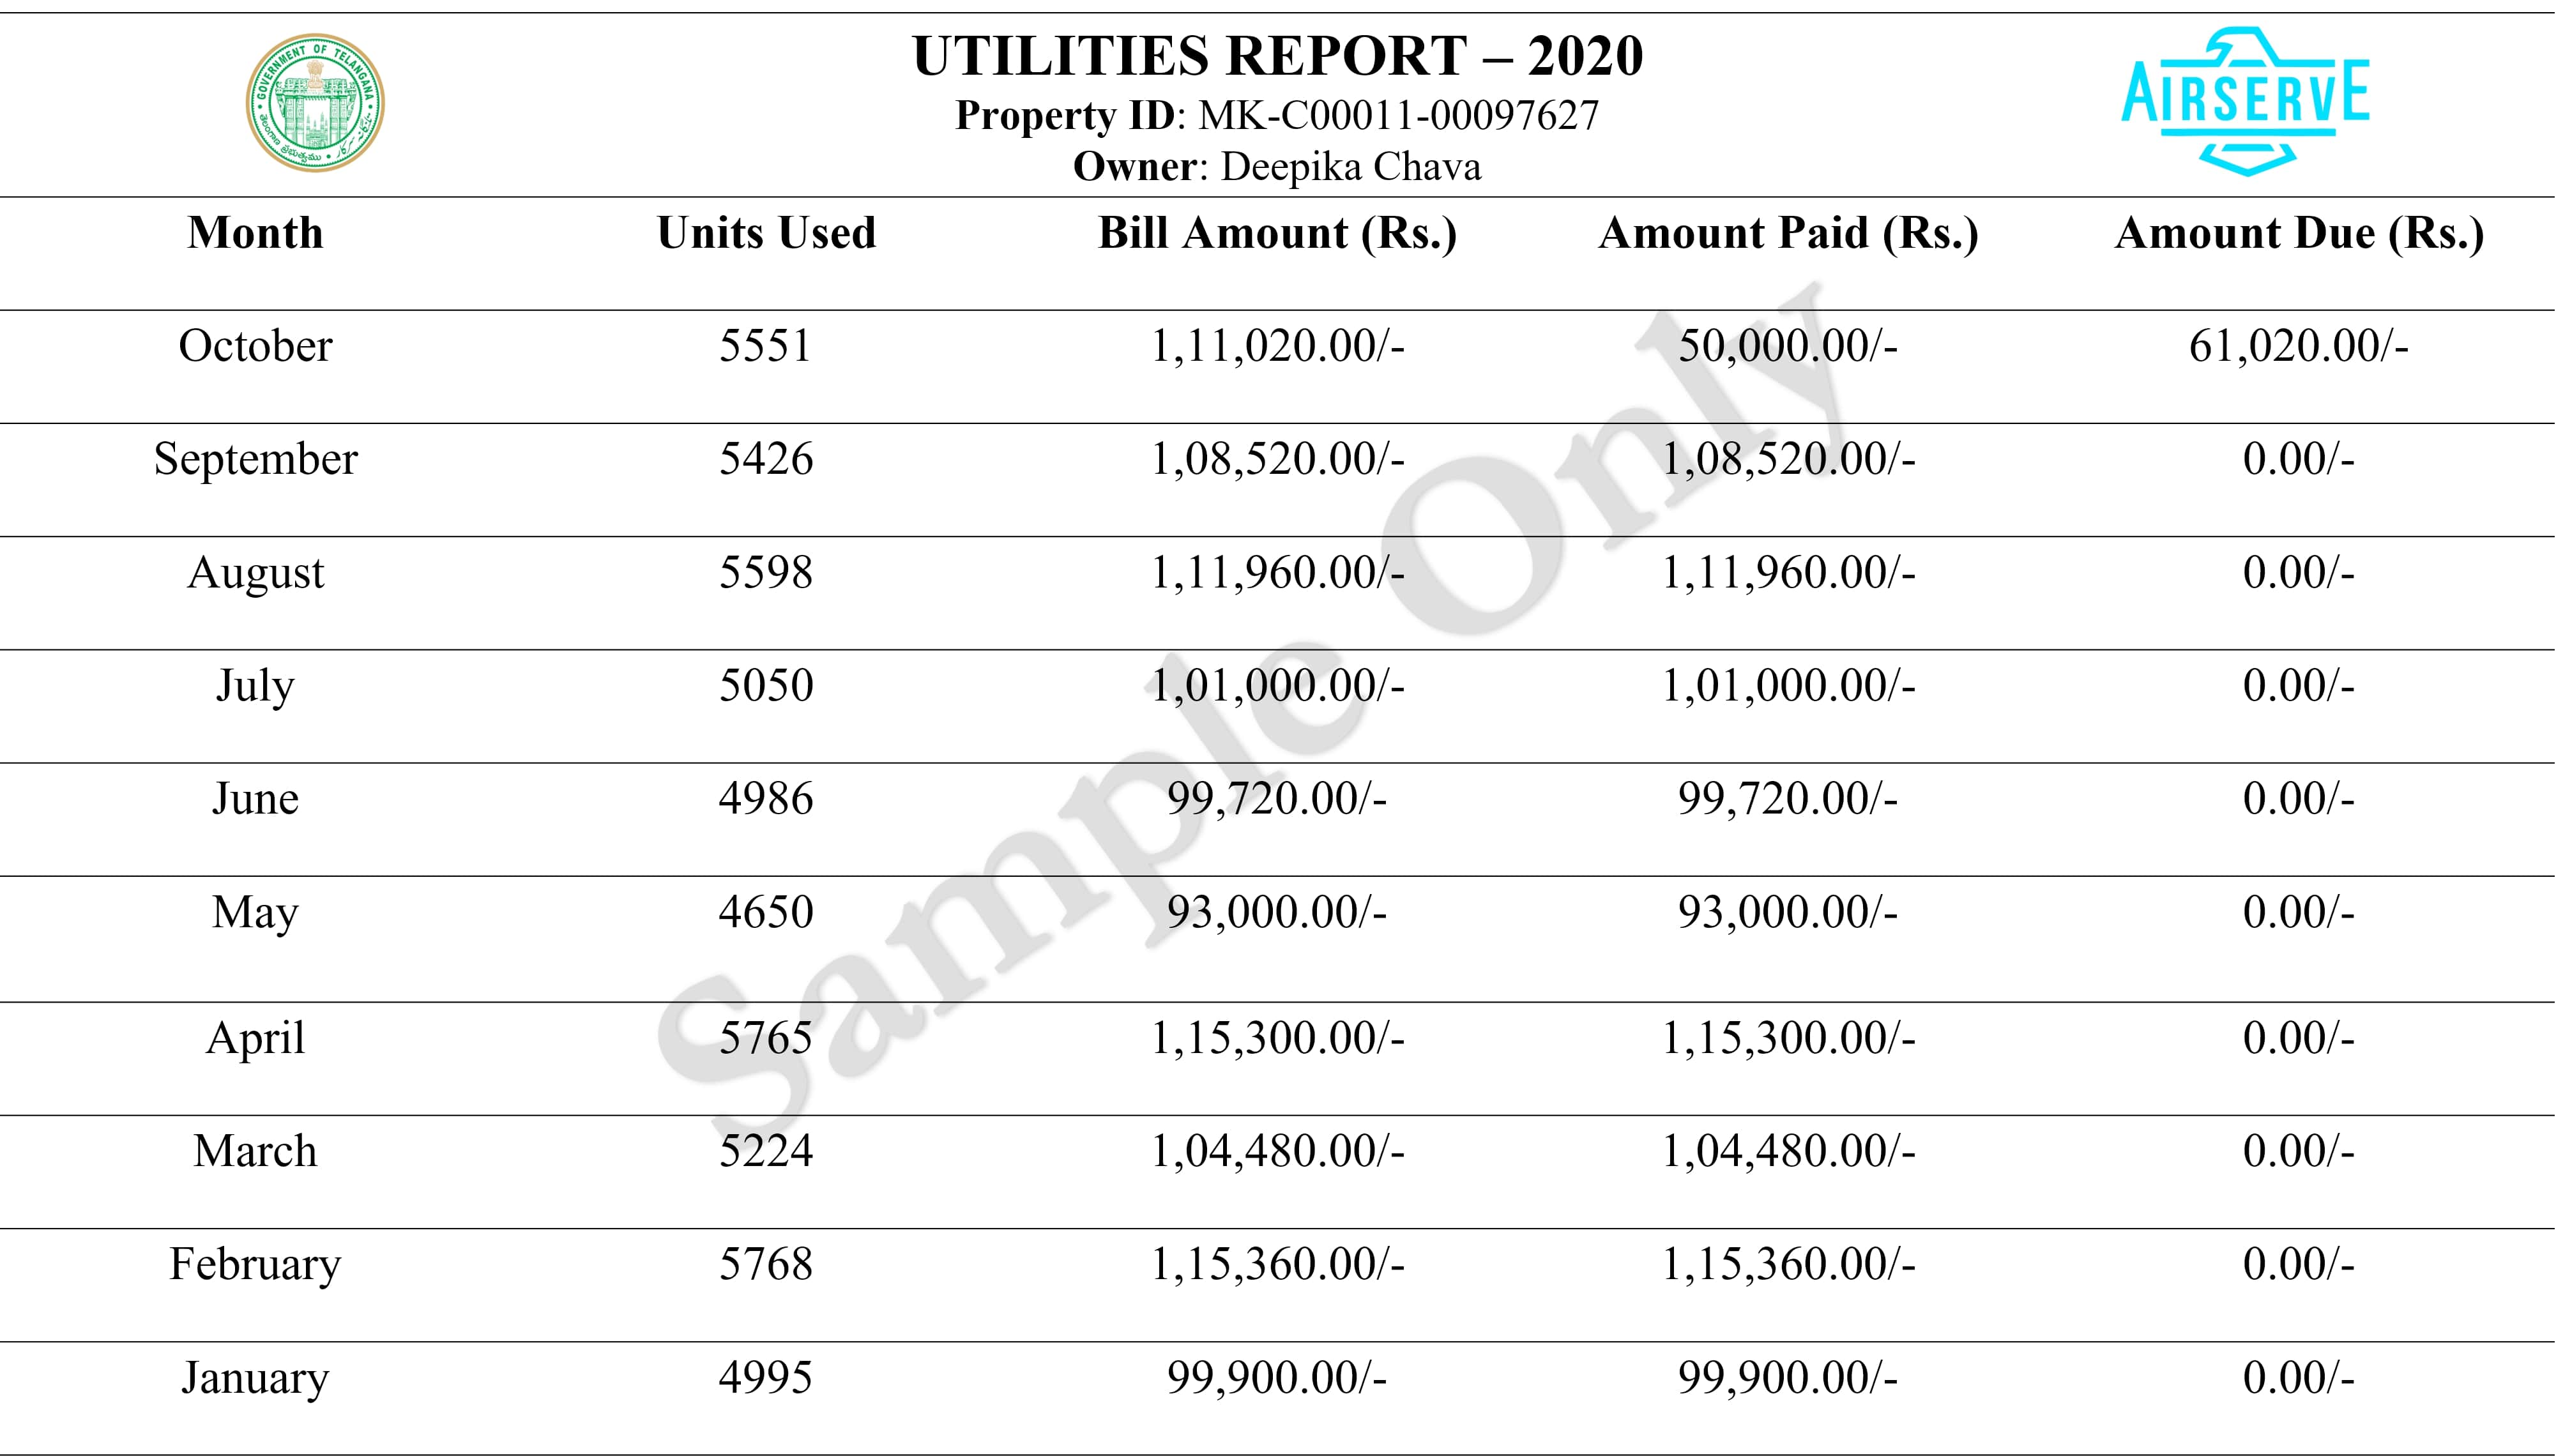 GOVERNMENT OF TELANGANA
తెలంగాణ ప్రభుత్వము
UTILITIES REPORT – 2020
Property ID: MK-C00011-00097627
Owner: Deepika Chava
AIRSERVE
Month Units Used Bill Amount (Rs.) Amount Paid (Rs.) Amount Due (Rs.)
October 5551 1,11,020.00/- 50,000.00/- 61,020.00/-
September 5426 1,08,520.00/- 1,08,520.00/- 0.00/-
August 5598 1,11,960.00/- 1,11,960.00/- 0.00/-
July 5050 1,01,000.00/- 1,01,000.00/- 0.00/-
June 4986 99,720.00/- 99,720.00/- 0.00/-
May 4650 93,000.00/- 93,000.00/- 0.00/-
April 5765 1,15,300.00/- 1,15,300.00/- 0.00/-
March 5224 1,04,480.00/- 1,04,480.00/- 0.00/-
February 5768 1,15,360.00/- 1,15,360.00/- 0.00/-
January 4995 99,900.00/- 99,900.00/- 0.00/-
Sample Only